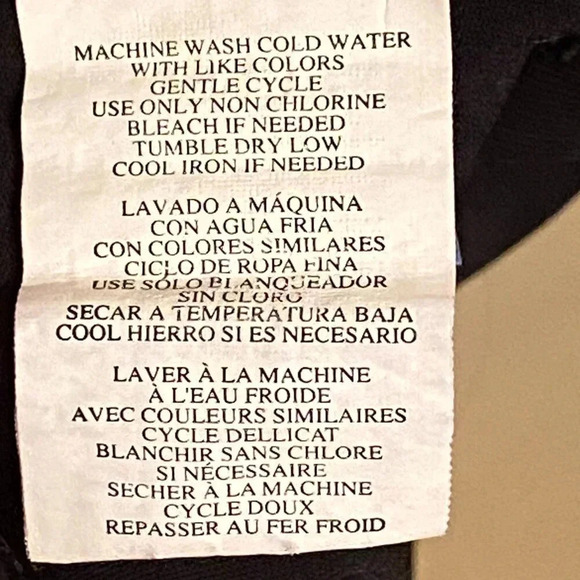 MACHINE WASH COLD WATER
WITH LIKE COLORS
GENTLE CYCLE
USE ONLY NON CHLORINE
BLEACH IF NEEDED
TUMBLE DRY LOW
COOL IRON IF NEEDED
LAVADO A MÁQUINA
CON AGUA FRIA
CON COLORES SIMILARES
CICLO DE ROPA FINA
USE SÓLO BLANQUEADOR
SIN CLORO
SECAR A TEMPERATURA BAJA
COOL HIERRO SI ES NECESARIO
LAVER À LA MACHINE
À L'EAU FROIDE
AVEC COULEURS SIMILAIRES
CYCLE DELLICAT
BLANCHIR SANS CHLORE
SI NÉCESSAIRE
SECHER À LA MACHINE
CYCLE DOUX
REPASSER AU FER FROID